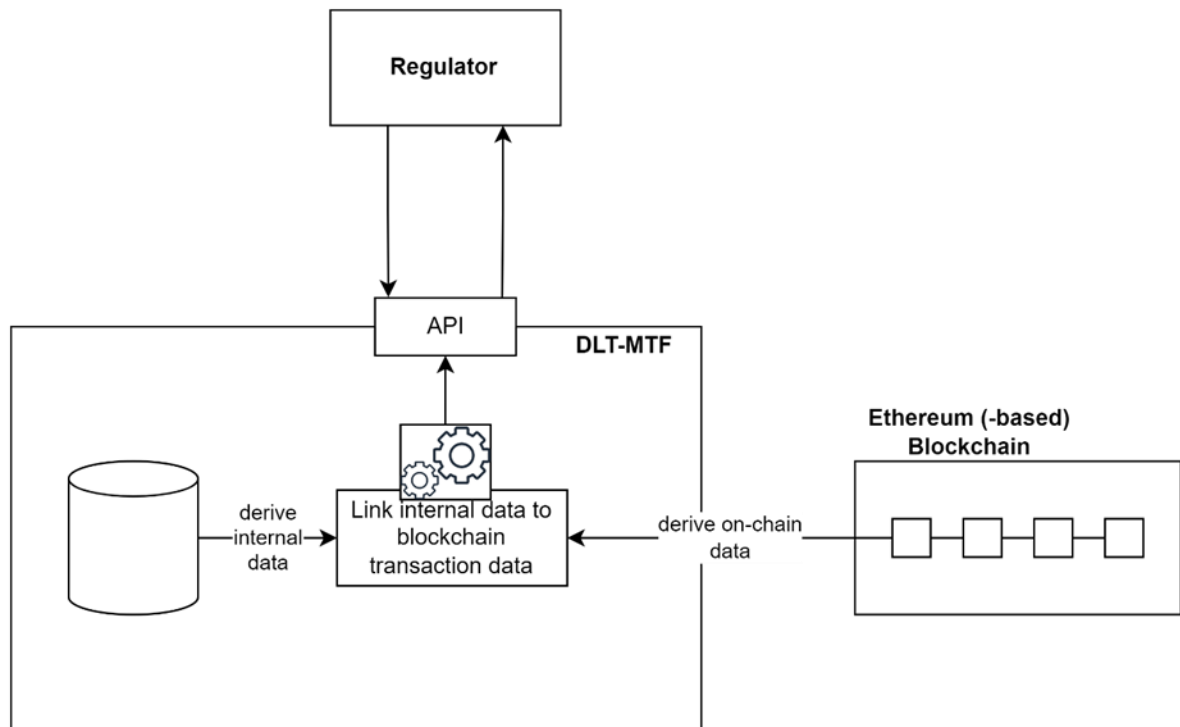 Regulator
API
DLT-MTF
Ethereum (-based)
Blockchain
derive
internal
data
Link internal data to
blockchain
transaction data
derive on-chain
data